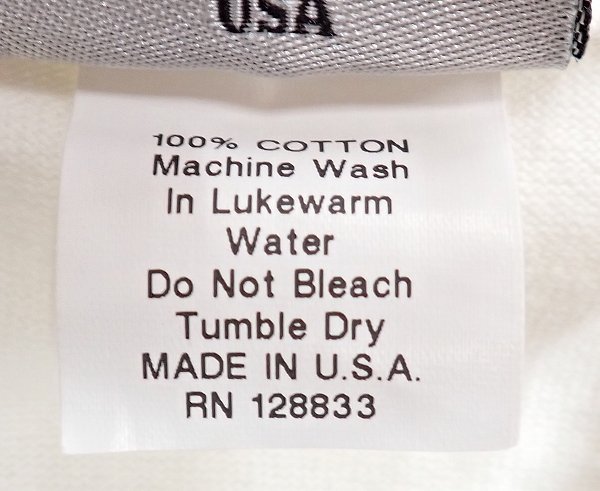 USA
100% COTTON
Machine Wash
In Lukewarm
Water
Do Not Bleach
Tumble Dry
MADE IN U.S.A.
RN 128833